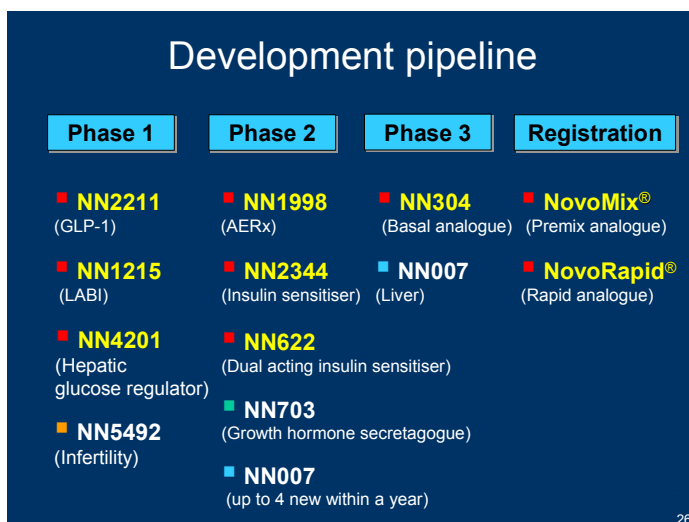 Development pipeline
Phase 1
NN2211
(GLP-1)
NN1215
(LABI)
NN4201
(Hepatic
glucose regulator)
NN5492
(Infertility)
Phase 2
NN1998
(AERx)
NN2344
(Insulin sensitiser)
NN622
(Dual acting insulin sensitiser)
NN703
(Growth hormone secretagogue)
NN007
(up to 4 new within a year)
Phase 3
NN304
(Basal analogue)
NN007
(Liver)
Registration
NovoMix®
(Premix analogue)
NovoRapid®
(Rapid analogue)
26